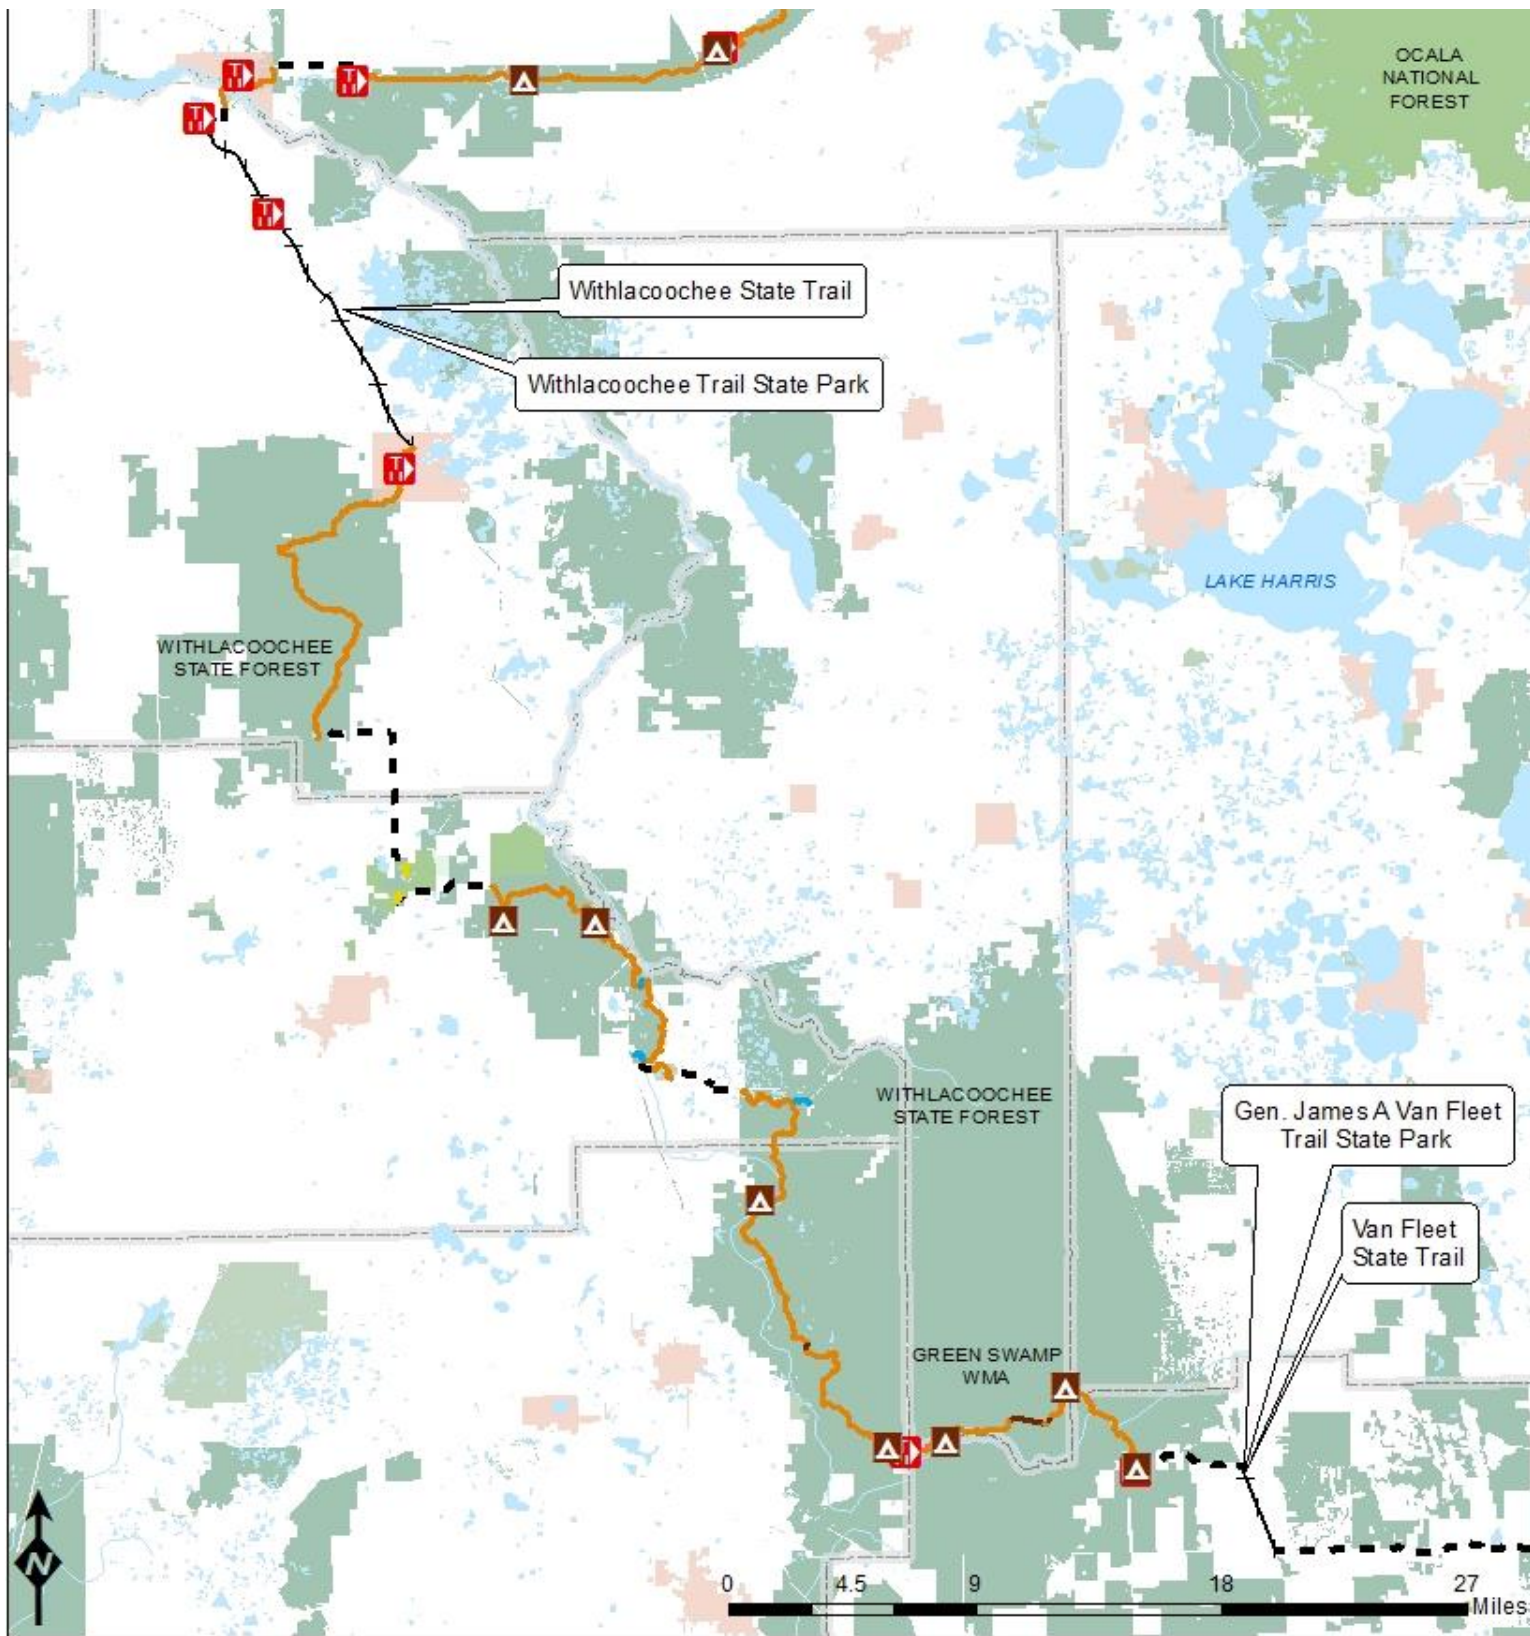 OCALA
NATIONAL
FOREST
Withlacoochee State Trail
Withlacoochee Trail State Park
LAKE HARRIS
WITHLACOOCHEE
STATE FOREST
WITHLACOOCHEE
STATE FOREST
Gen. James A Van Fleet
Trail State Park
Van Fleet
State Trail
GREEN SWAMP
WMA
N
0 4.5 9 18 27
Miles